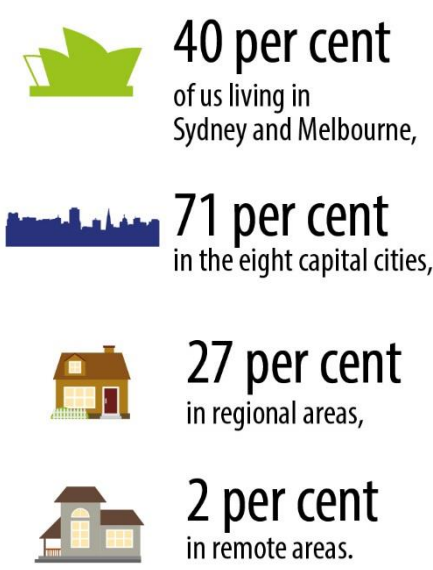 40 per cent
of us living in
Sydney and Melbourne,
71 per cent
in the eight capital cities,
27 per cent
in regional areas,
2 per cent
in remote areas.